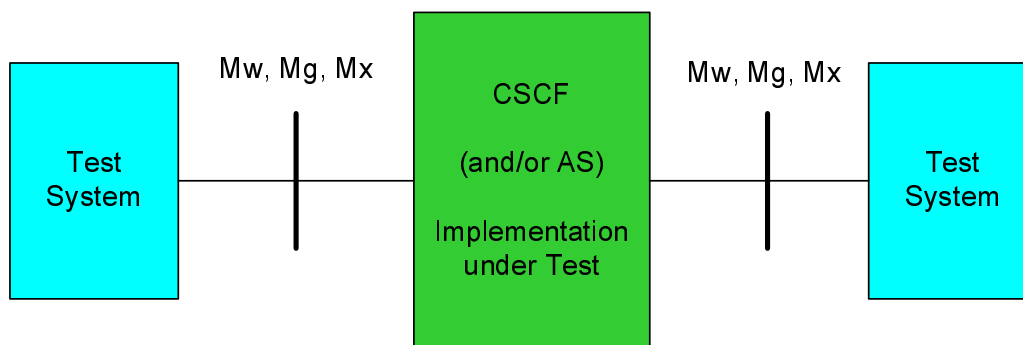 Mw, Mg, Mx
Mw, Mg, Mx
Test
System
CSCF
(and/or AS)
Implementation
under Test
Test
System